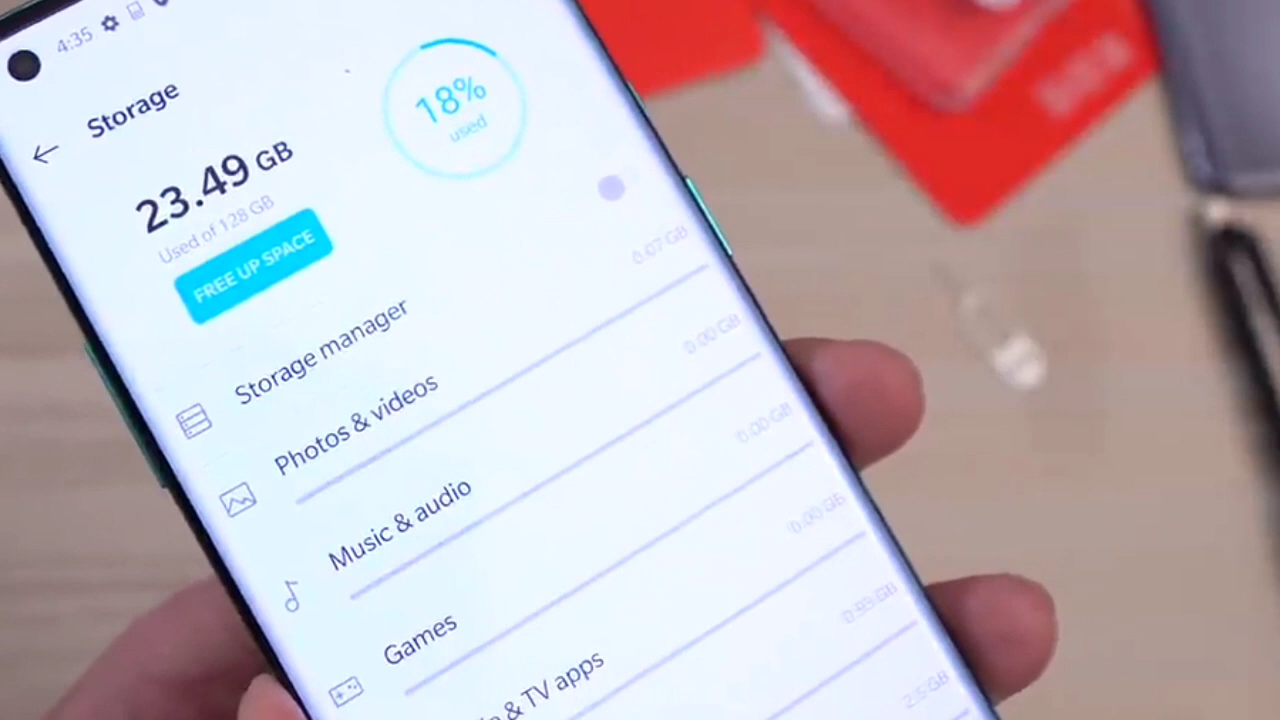 4:35
Storage
18%
used
23.49 GB
Used of 128 GB
FREE UP SPACE
Storage manager
Photos & videos
0.07 GB
Music & audio
0.00 GB
Games
0.00 GB
& TV apps
0.00 GB
0.93 GB
2.5 GB